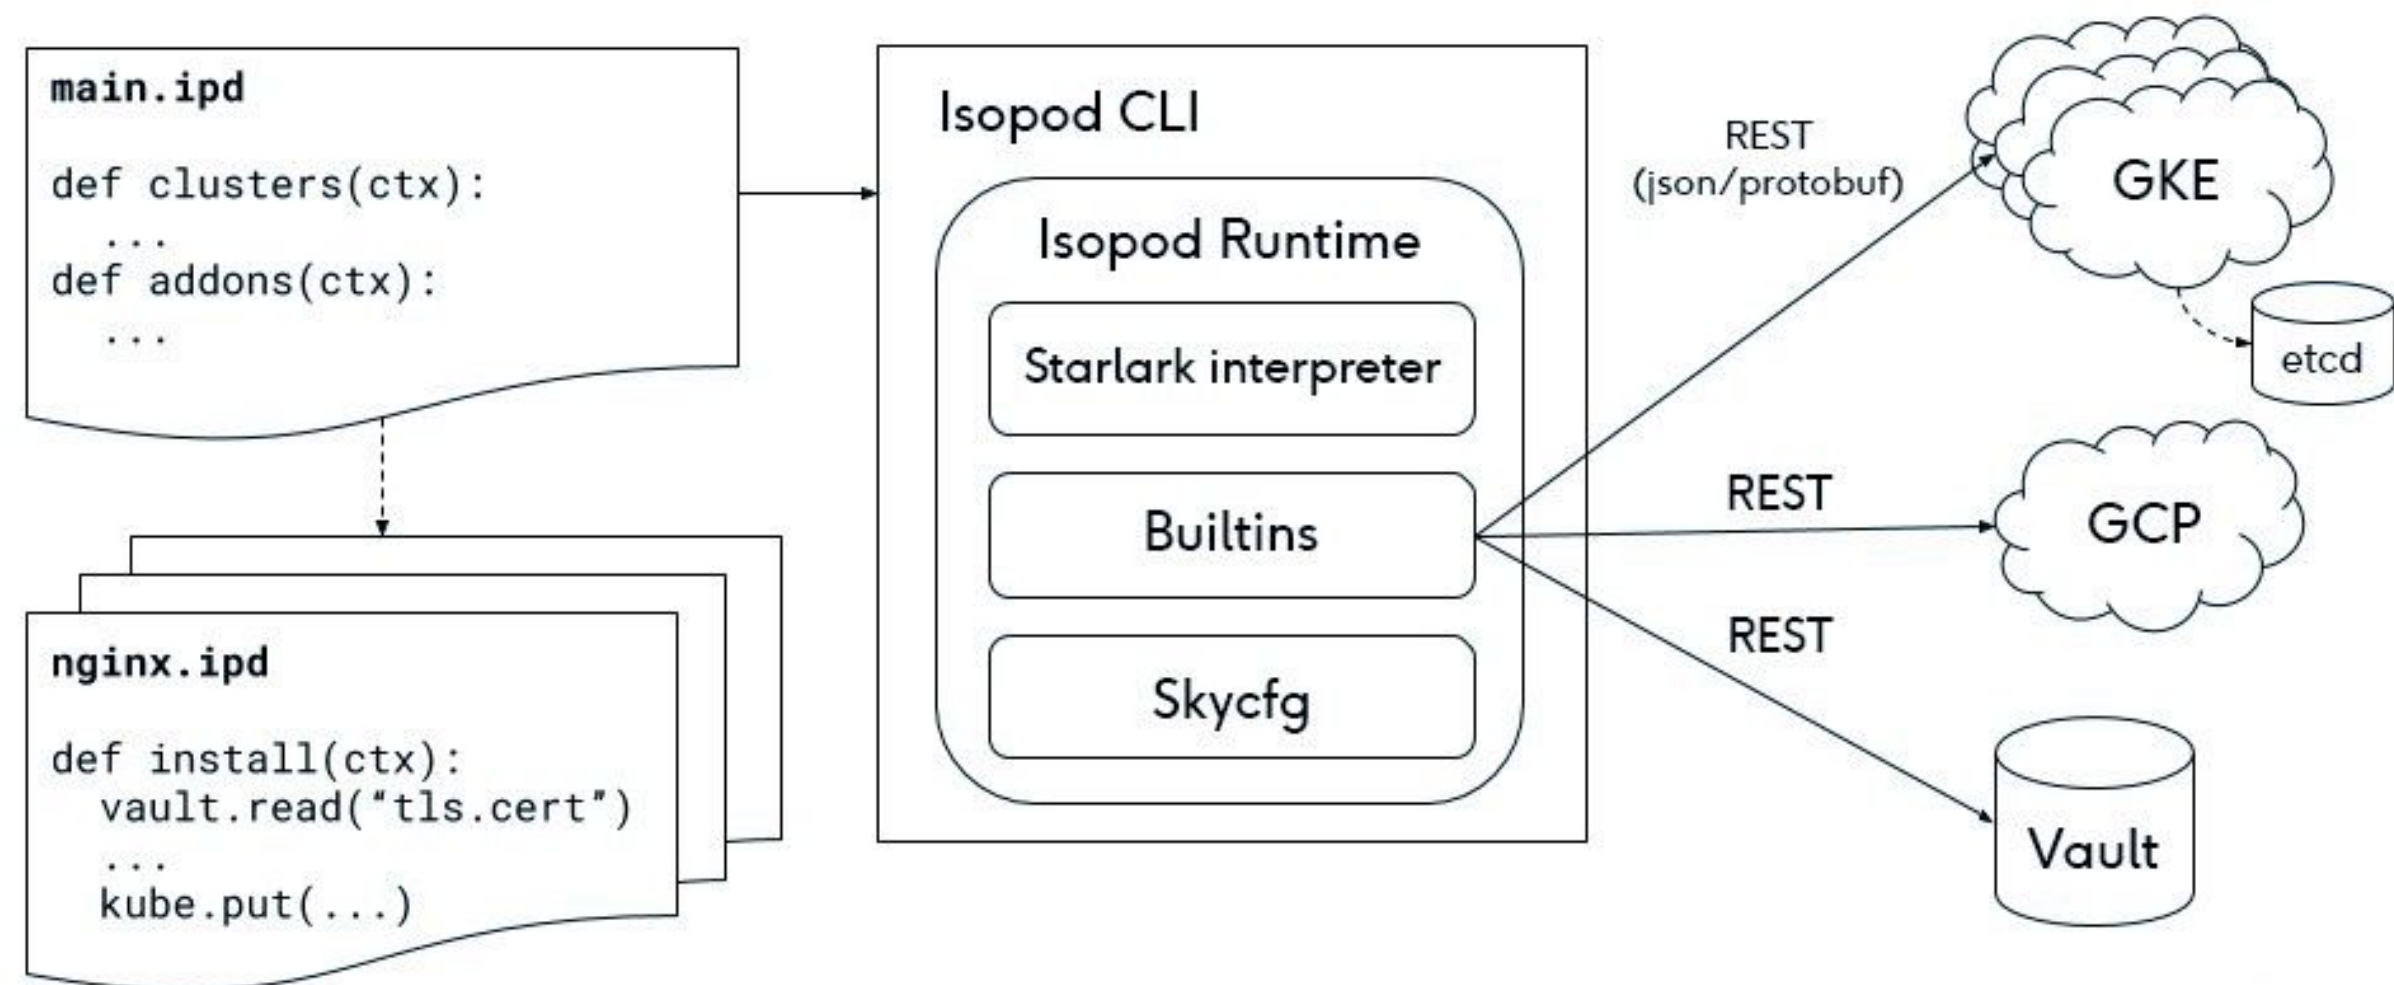 main.ipd
def clusters(ctx):
...
def addons(ctx):
...
nginx.ipd
def install(ctx):
vault.read(“tls.cert”)
...
kube.put(...)
Isopod CLI
Isopod Runtime
Starlark interpreter
Builtins
Skycfg
REST
(json/protobuf)
REST
REST
GKE
etcd
GCP
Vault